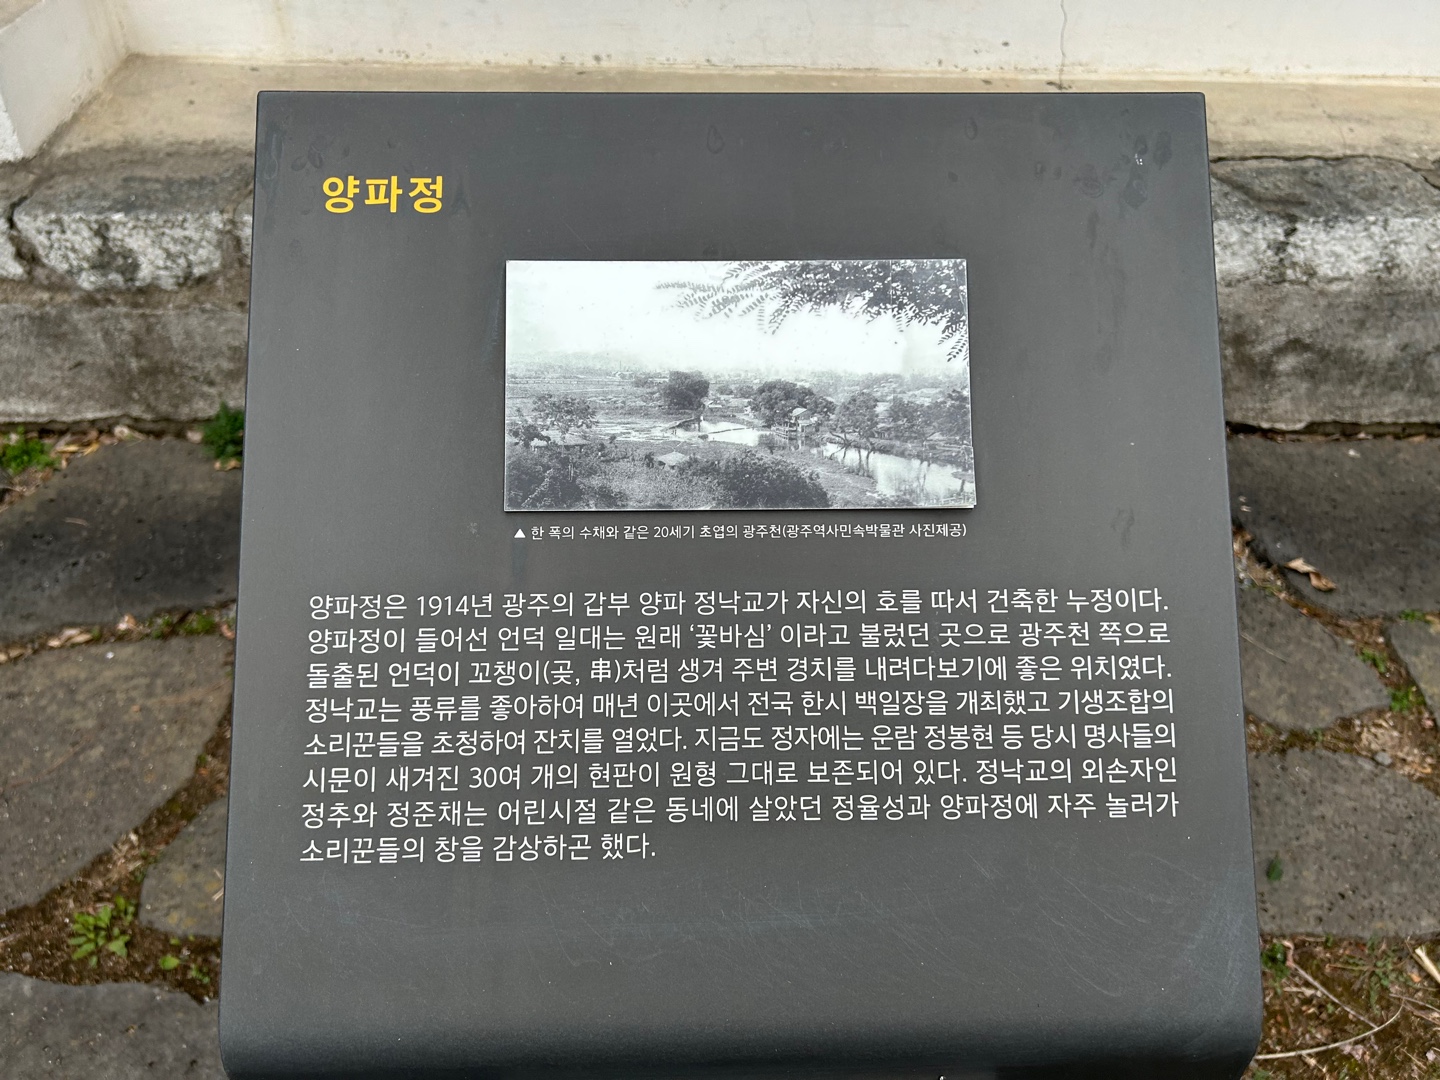 양파정
▲ 한 폭의 수채와 같은 20세기 초엽의 광주천(광주역사민속박물관 사진제공)
양파정은 1914년 광주의 갑부 양파 정낙교가 자신의 호를 따서 건축한 누정이다.
양파정이 들어선 언덕 일대는 원래 ‘꽃바심’ 이라고 불렀던 곳으로 광주천 쪽으로
돌출된 언덕이 꼬챙이(곶, 串)처럼 생겨 주변 경치를 내려다보기에 좋은 위치였다.
정낙교는 풍류를 좋아하여 매년 이곳에서 전국 한시 백일장을 개최했고 기생조합의
소리꾼들을 초청하여 잔치를 열었다. 지금도 정자에는 운람 정봉현 등 당시 명사들의
시문이 새겨진 30여 개의 현판이 원형 그대로 보존되어 있다. 정낙교의 외손자인
정추와 정준채는 어린시절 같은 동네에 살았던 정율성과 양파정에 자주 놀러가
소리꾼들의 창을 감상하곤 했다.